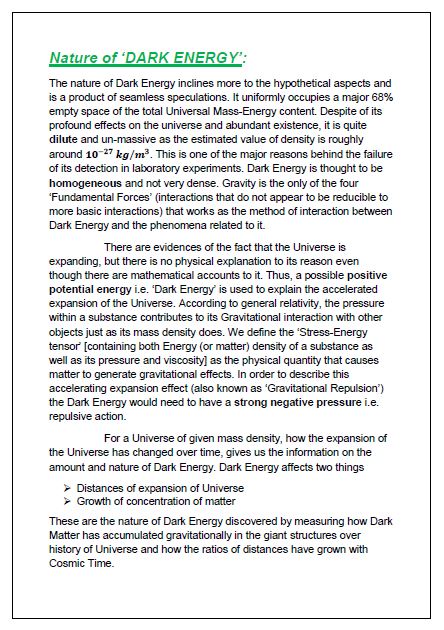 Nature of ‘DARK ENERGY’:
The nature of Dark Energy inclines more to the hypothetical aspects and
is a product of seamless speculations. It uniformly occupies a major 68%
empty space of the total Universal Mass-Energy content. Despite of its
profound effects on the universe and abundant existence, it is quite
dilute and un-massive as the estimated value of density is roughly
around 10⁻²⁷ kg/m³. This is one of the major reasons behind the failure
of its detection in laboratory experiments. Dark Energy is thought to be
homogeneous and not very dense. Gravity is the only of the four
‘Fundamental Forces’ (interactions that do not appear to be reducible to
more basic interactions) that works as the method of interaction between
Dark Energy and the phenomena related to it.
There are evidences of the fact that the Universe is
expanding, but there is no physical explanation to its reason even
though there are mathematical accounts to it. Thus, a possible positive
potential energy i.e. ‘Dark Energy’ is used to explain the accelerated
expansion of the Universe. According to general relativity, the pressure
within a substance contributes to its Gravitational interaction with other
objects just as its mass density does. We define the ‘Stress-Energy
tensor’ [containing both Energy (or matter) density of a substance as
well as its pressure and viscosity] as the physical quantity that causes
matter to generate gravitational effects. In order to describe this
accelerating expansion effect (also known as ‘Gravitational Repulsion’)
the Dark Energy would need to have a strong negative pressure i.e.
repulsive action.
For a Universe of given mass density, how the expansion of
the Universe has changed over time, gives us the information on the
amount and nature of Dark Energy. Dark Energy affects two things
➢ Distances of expansion of Universe
➢ Growth of concentration of matter
These are the nature of Dark Energy discovered by measuring how Dark
Matter has accumulated gravitationally in the giant structures over
history of Universe and how the ratios of distances have grown with
Cosmic Time.